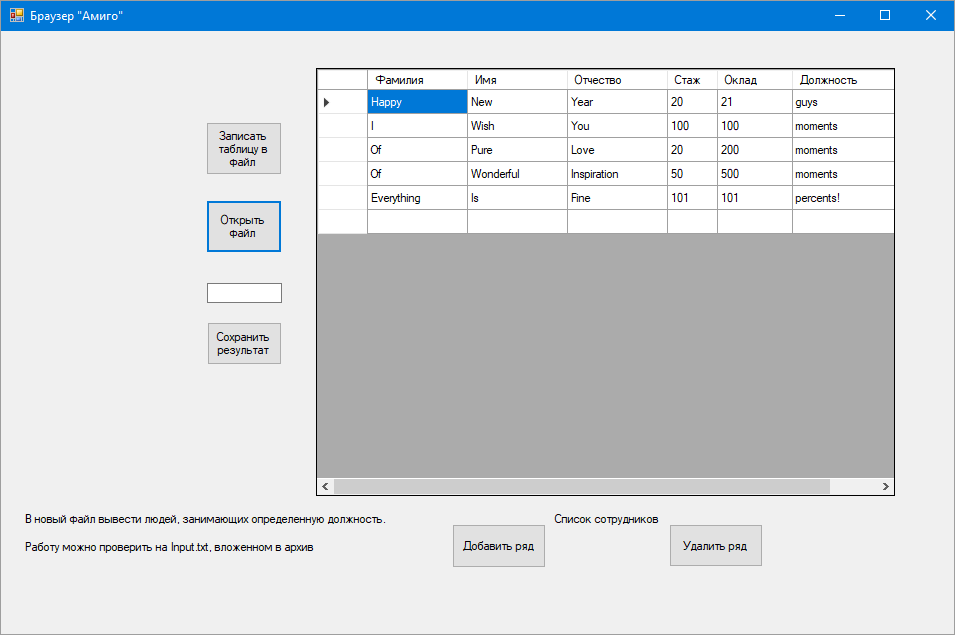 Браузер "Амиго"
Фамилия Имя Отчество Стаж Оклад Должность
Happy New Year 20 21 guys
I Wish You 100 100 moments
Of Pure Love 20 200 moments
Of Wonderful Inspiration 50 500 moments
Everything Is Fine 101 101 percents!
Записать
таблицу в
файл
Открыть
файл
Сохранить
результат
В новый файл вывести людей, занимающих определенную должность.
Список сотрудников
Работу можно проверить на Input.txt, вложенном в архив
Добавить ряд
Удалить ряд